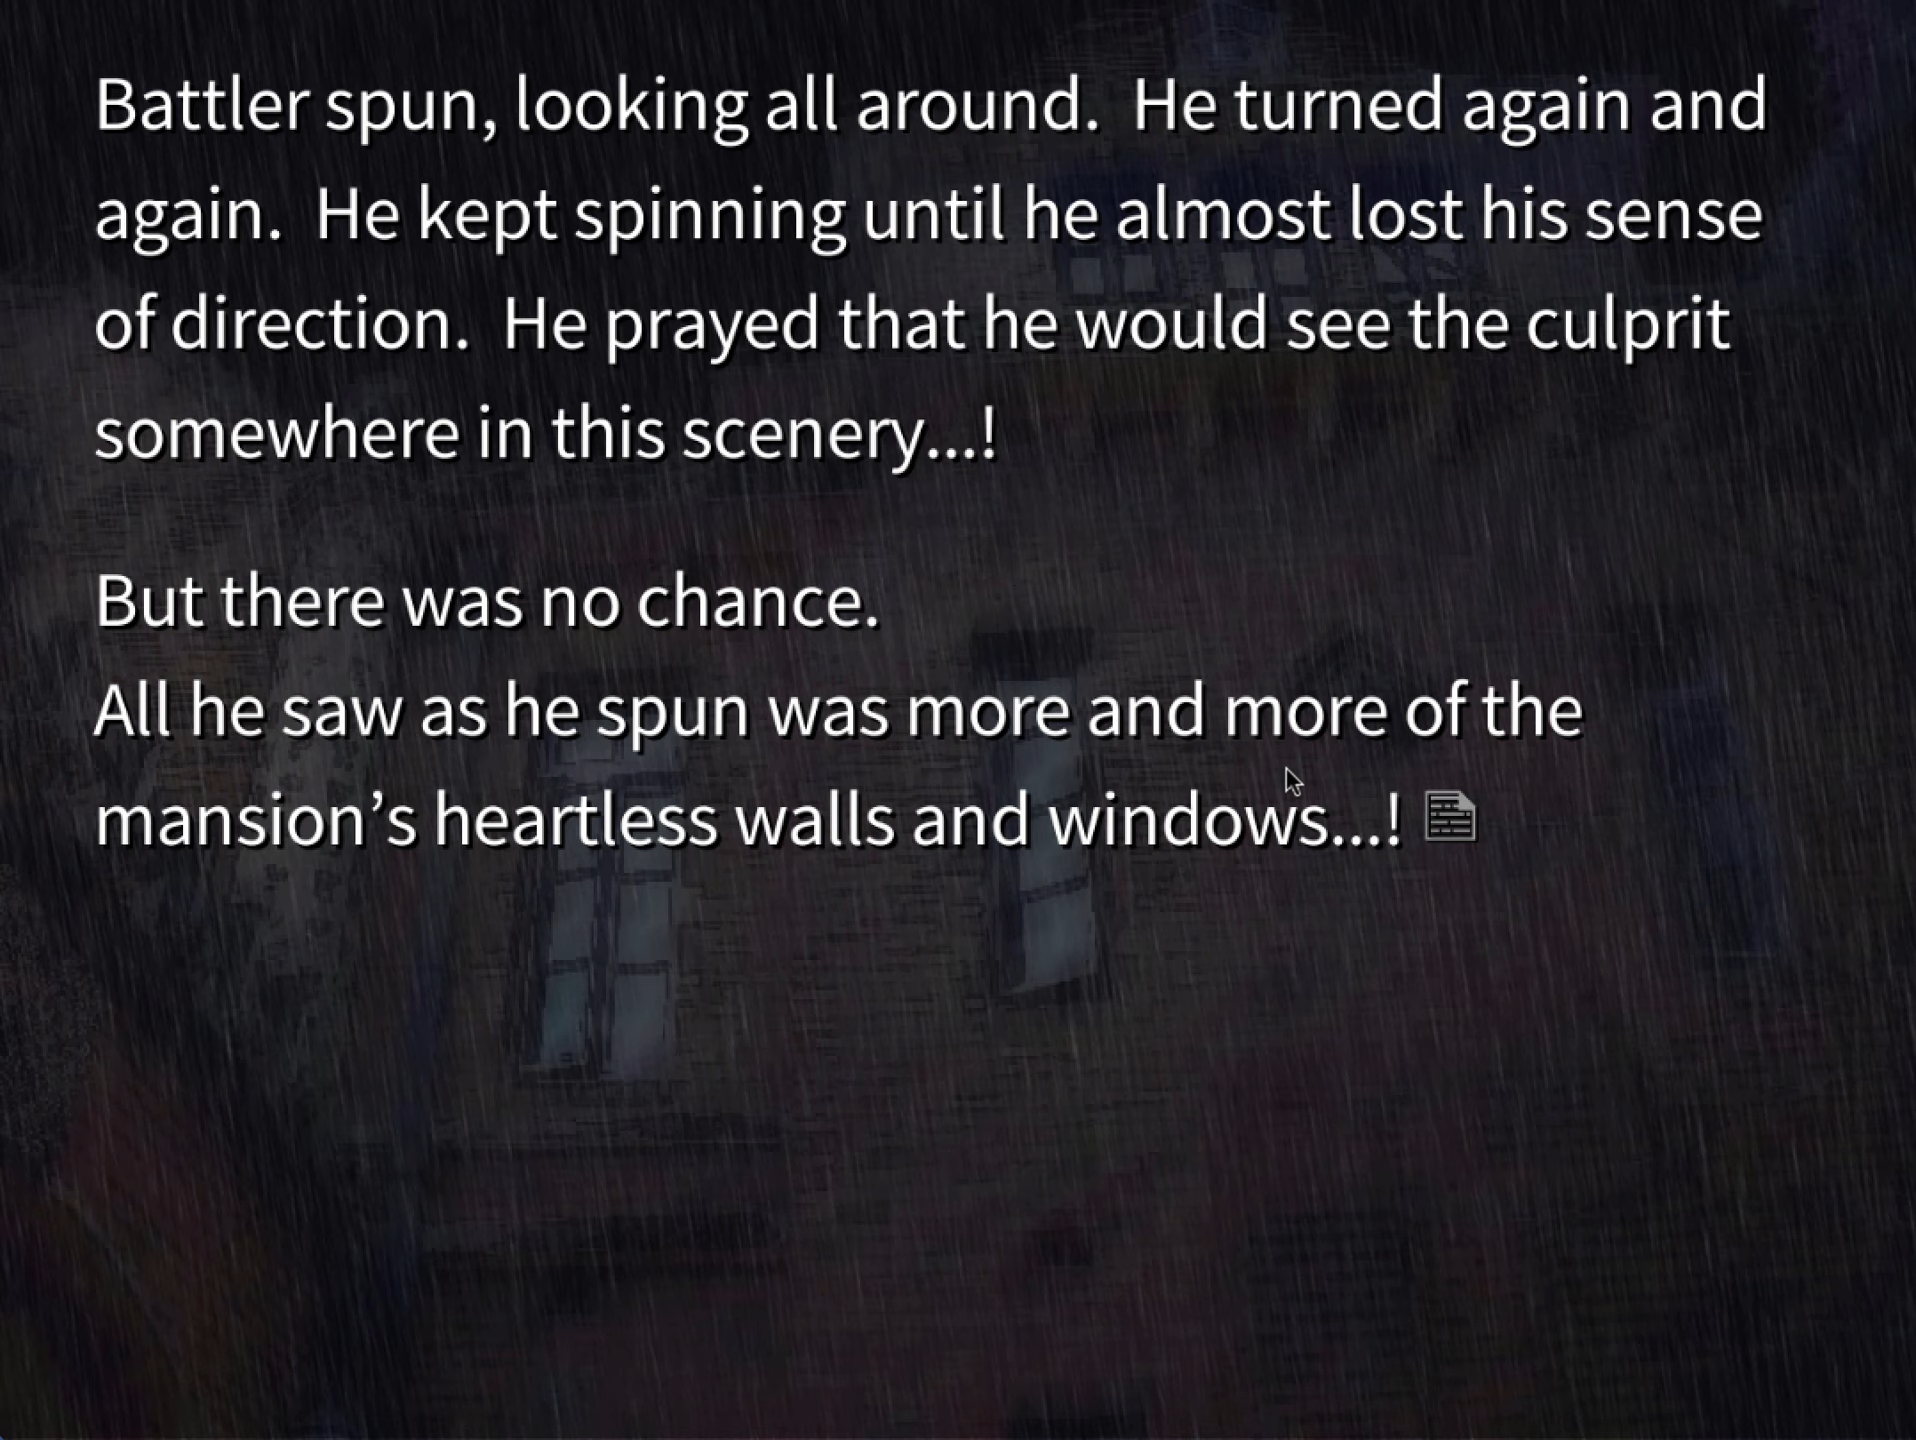 Battler spun, looking all around.  He turned again and
again.  He kept spinning until he almost lost his sense
of direction.  He prayed that he would see the culprit
somewhere in this scenery...!
But there was no chance.
All he saw as he spun was more and more of the
mansion’s heartless walls and windows...!